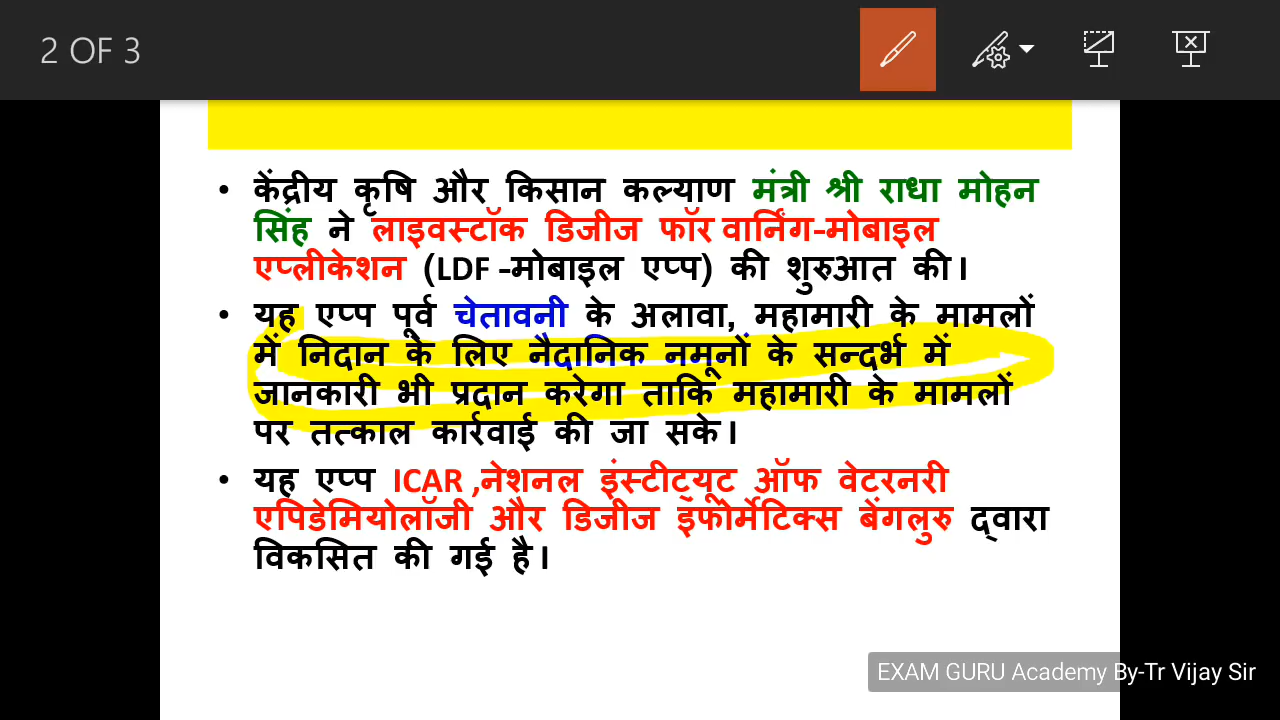 2 OF 3
• केंद्रीय कृषि और किसान कल्याण मंत्री श्री राधा मोहन
सिंह ने लाइवस्टॉक डिजीज फॉर वार्निंग-मोबाइल
एप्लीकेशन (LDF -मोबाइल एप्प) की शुरुआत की।
• यह एप्प पूर्व चेतावनी के अलावा, महामारी के मामलों
में निदान के लिए नैदानिक नमूनों के सन्दर्भ में
जानकारी भी प्रदान करेगा ताकि महामारी के मामलों
पर तत्काल कार्रवाई की जा सके।
• यह एप्प ICAR ,नेशनल इंस्टीट्यूट ऑफ वेटरनरी
एपिडेमियोलॉजी और डिजीज इंफोर्मेटिक्स बेंगलुरु द्वारा
विकसित की गई है।
EXAM GURU Academy By-Tr Vijay Sir